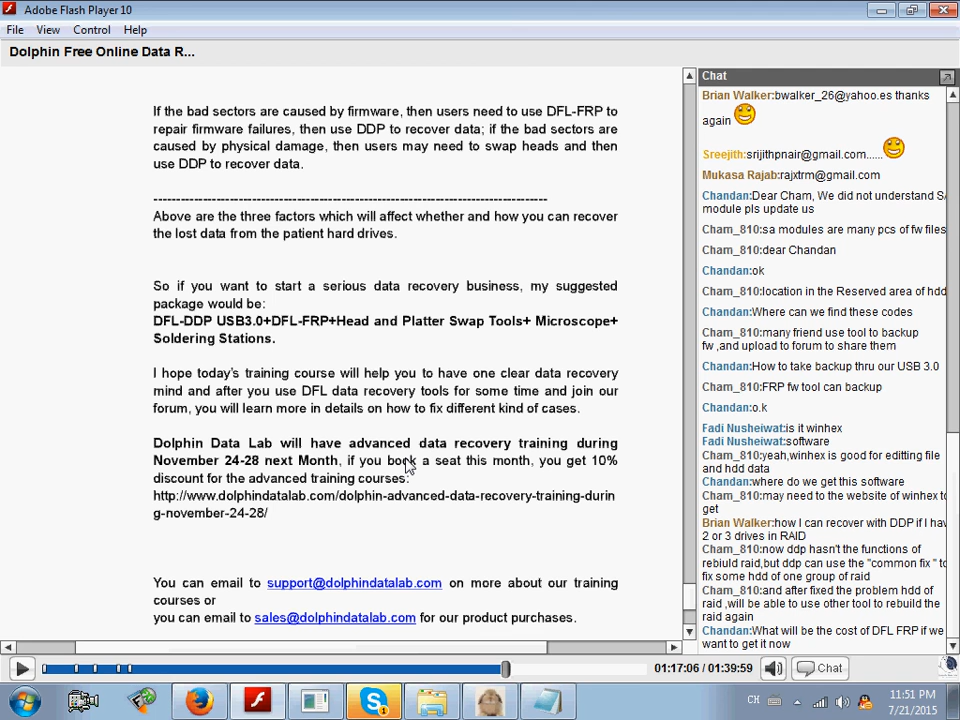 Adobe Flash Player 10
File View Control Help
Dolphin Free Online Data R...
If the bad sectors are caused by firmware, then users need to use DFL-FRP to
repair firmware failures, then use DDP to recover data; if the bad sectors are
caused by physical damage, then users may need to swap heads and then
use DDP to recover data.
--------------------------------------------------------------------------------
Above are the three factors which will affect whether and how you can recover
the lost data from the patient hard drives.
So if you want to start a serious data recovery business, my suggested
package would be:
DFL-DDP USB3.0+DFL-FRP+Head and Platter Swap Tools+ Microscope+
Soldering Stations.
I hope today's training course will help you to have one clear data recovery
mind and after you use DFL data recovery tools for some time and join our
forum, you will learn more in details on how to fix different kind of cases.
Dolphin Data Lab will have advanced data recovery training during
November 24-28 next Month, if you book a seat this month, you get 10%
discount for the advanced training courses:
http://www.dolphindatalab.com/dolphin-advanced-data-recovery-training-durin
g-november-24-28/
You can email to support@dolphindatalab.com on more about our training
courses or
you can email to sales@dolphindatalab.com for our product purchases.
Chat
Brian Walker:bwalker_26@yahoo.es thanks
again
Sreejith:srijithpnair@gmail.com......
Mukasa Rajab:rajxtrm@gmail.com
Chandan:Dear Cham, We did not understand SA
module pls update us
Cham_810:sa modules are many pcs of fw files
Cham_810:dear Chandan
Chandan:ok
Cham_810:location in the Reserved area of hdd
Chandan:Where can we find these codes
Cham_810:many friend use tool to backup
fw ,and upload to forum to share them
Chandan:How to take backup thru our USB 3.0
Cham_810:FRP fw tool can backup
Chandan:o.k
Fadi Nusheiwat:is it winhex
Fadi Nusheiwat:software
Cham_810:yeah,winhex is good for editting file
and hdd data
Chandan:where do we get this software
Cham_810:may need to the website of winhex to
get
Brian Walker:how I can recover with DDP if I hav
2 or 3 drives in RAID
Cham_810:now ddp hasn't the functions of
rebiuld raid,but ddp can use the "common fix " to
fix some hdd of one group of raid
Cham_810:and after fixed the problem hdd of
raid ,will be able to use other tool to rebuild the
raid again
Chandan:What will be the cost of DFL FRP if we
want to get it now
01:17:06 / 01:39:59
Chat
CH
11:51 PM
7/21/2015